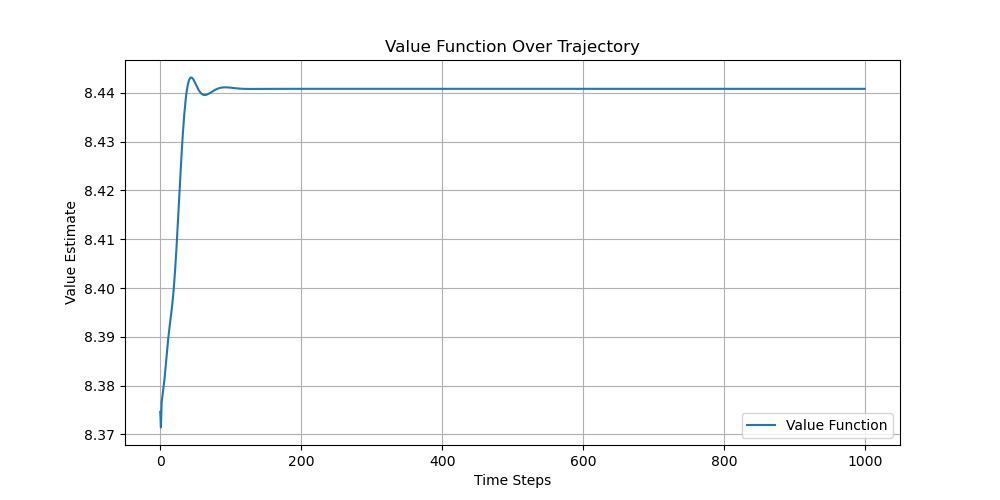 Value Function Over Trajectory
Value Estimate
8.44
8.43
8.42
8.41
8.40
8.39
8.38
8.37
Value Function
0 200 400 600 800 1000
Time Steps